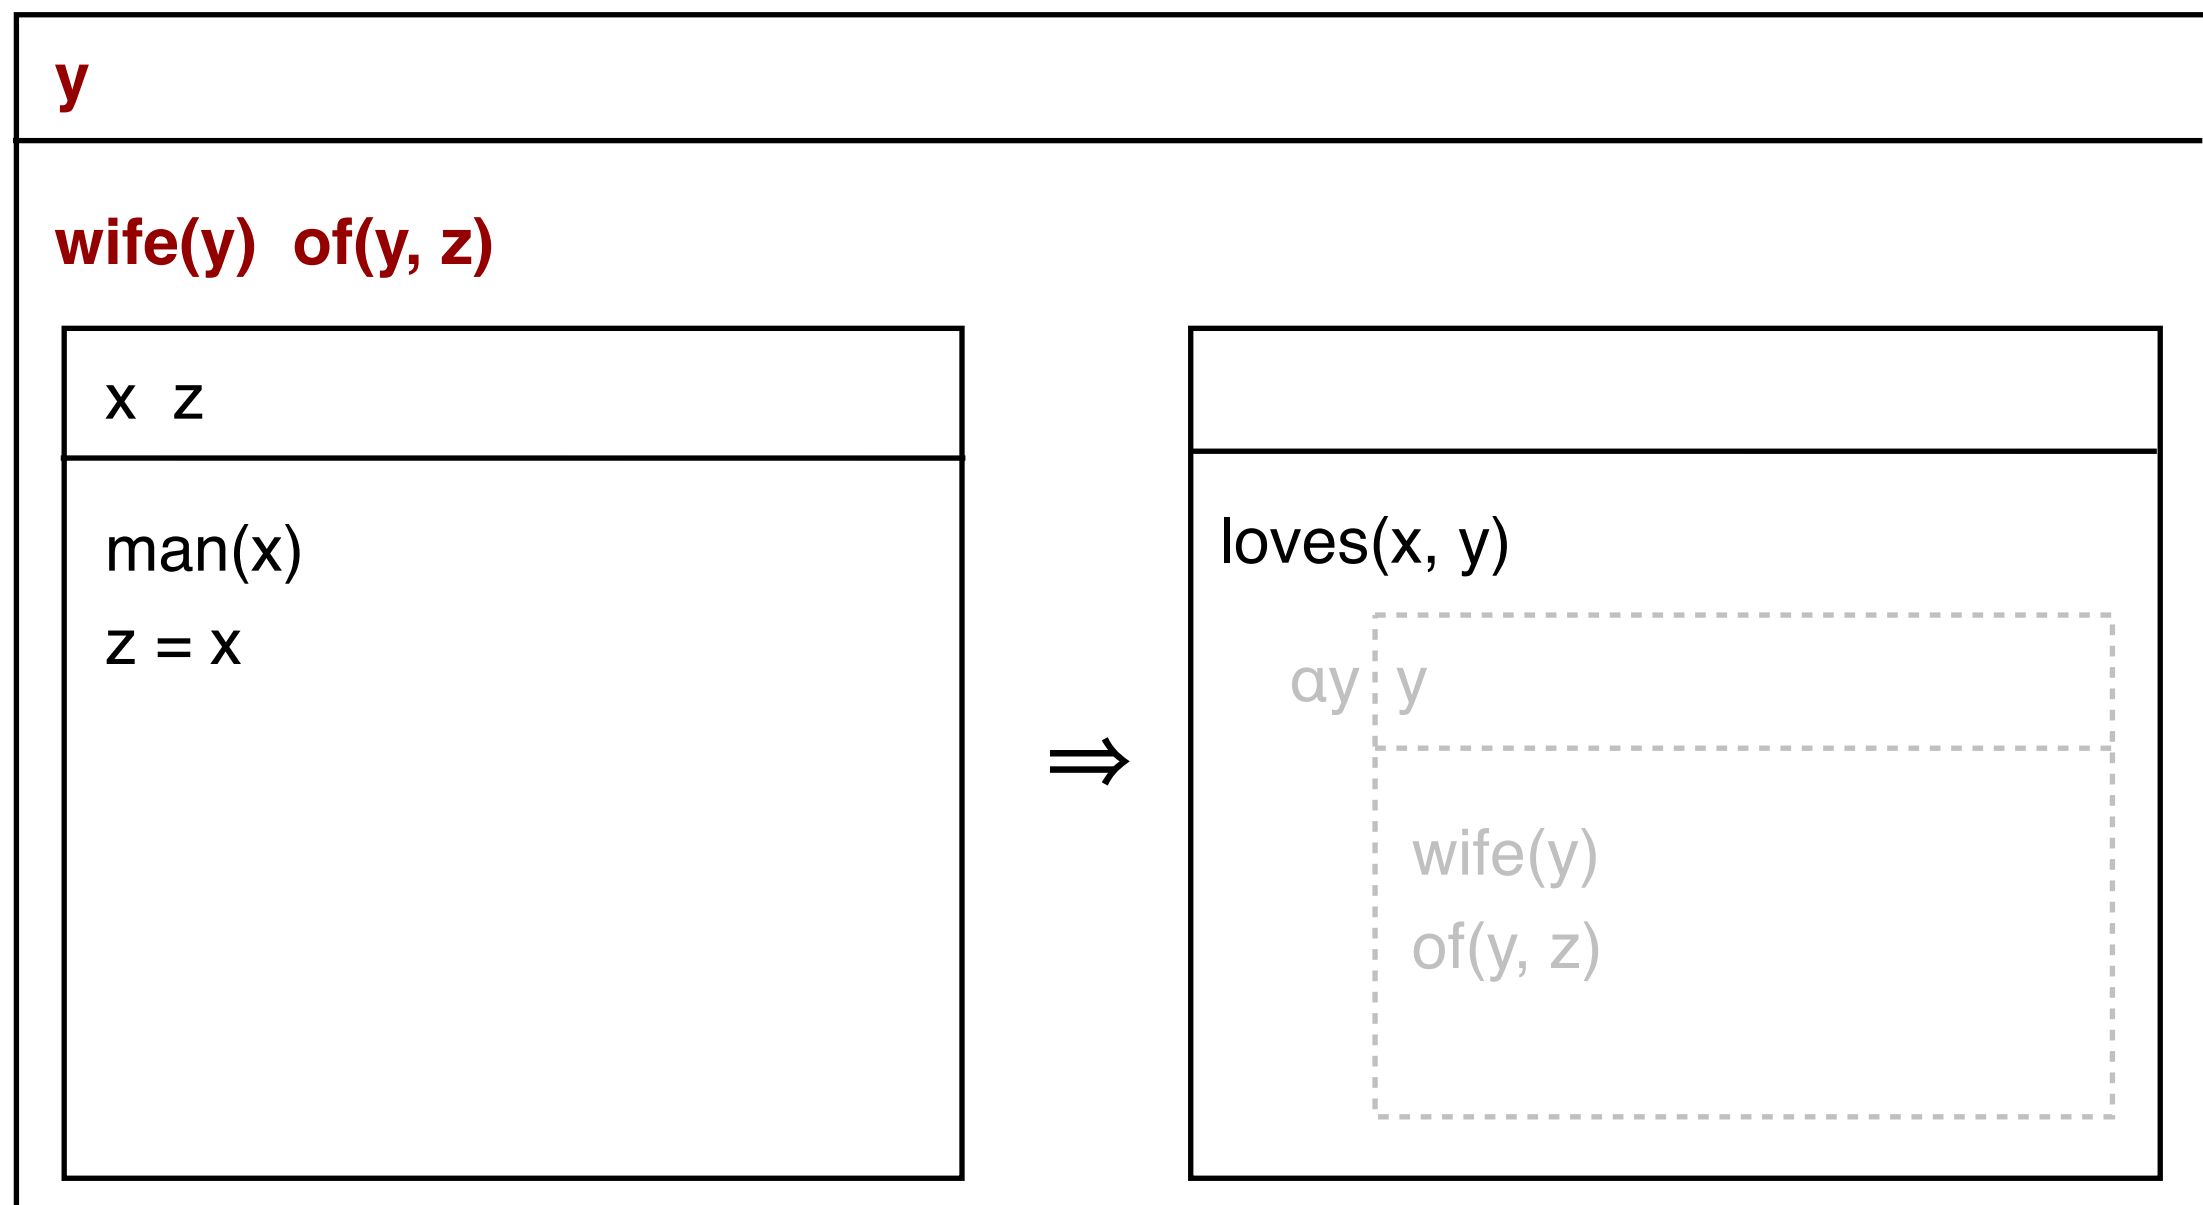 y
wife(y) of(y, z)
x z
man(x)
z = x
⇒
loves(x, y)
αy y
wife(y)
of(y, z)